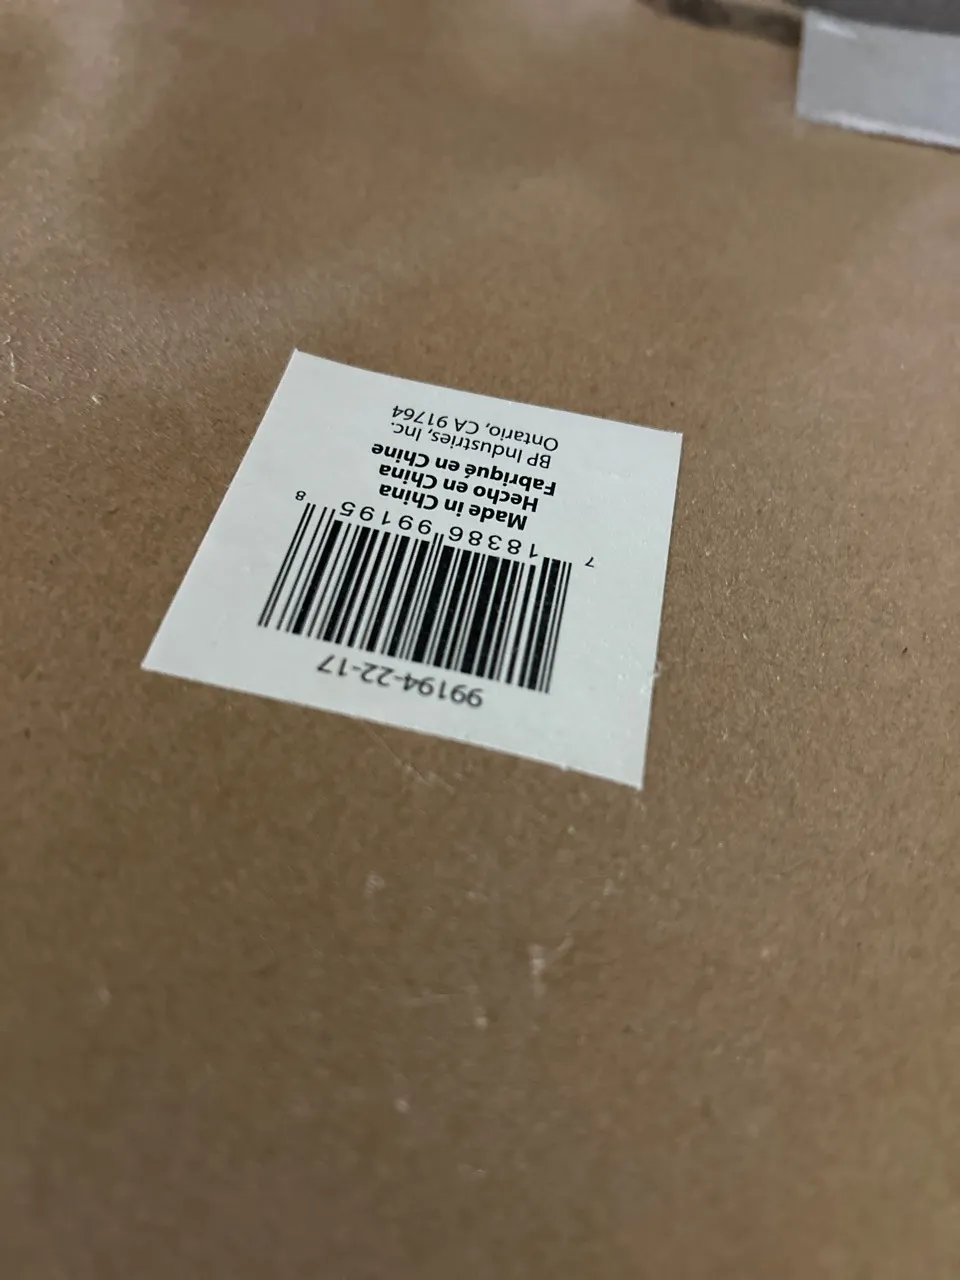 99194-22-17
7 18386 99195 8
Made in China
Hecho en China
Fabriqué en Chine
BP Industries, Inc.
Ontario, CA 91764